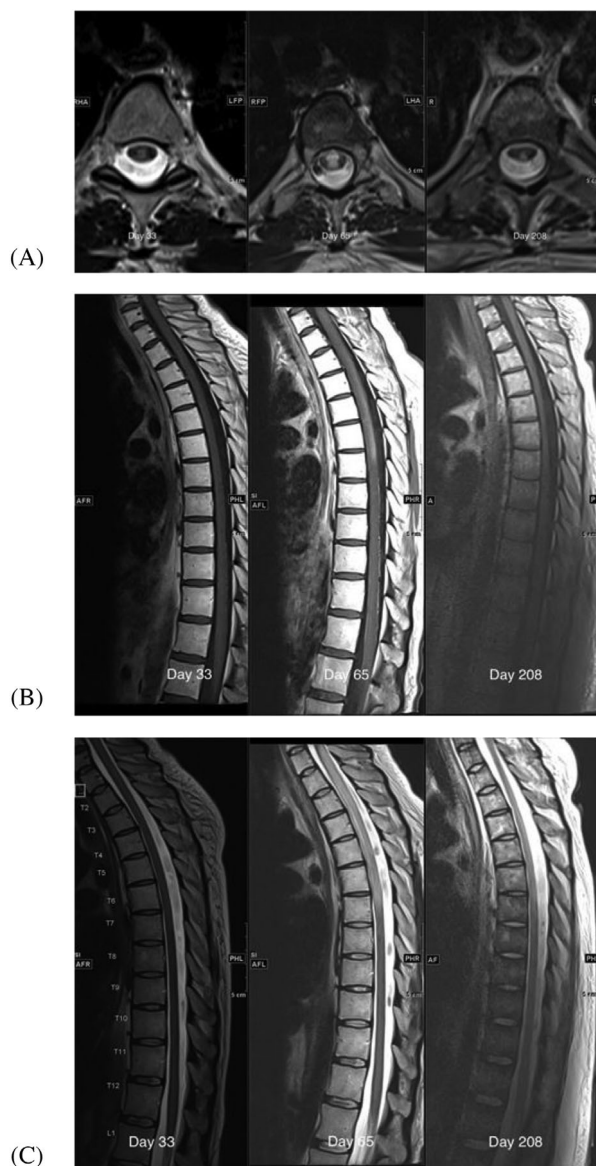 RHA LFP RFP LHA R
5 cm 5 cm 5 cm
Day 33 Day 65 Day 208
(A)
AFR PHL SI PHR A
AFL
Day 33 Day 65 Day 208
(B)
T2
T3
T4
T5
T6
T7
T8
SI PHL SI PHR AF
AFR AFL
T9
5 cm
T10
T11
T12
L1
Day 33 Day 65 Day 208
(C)